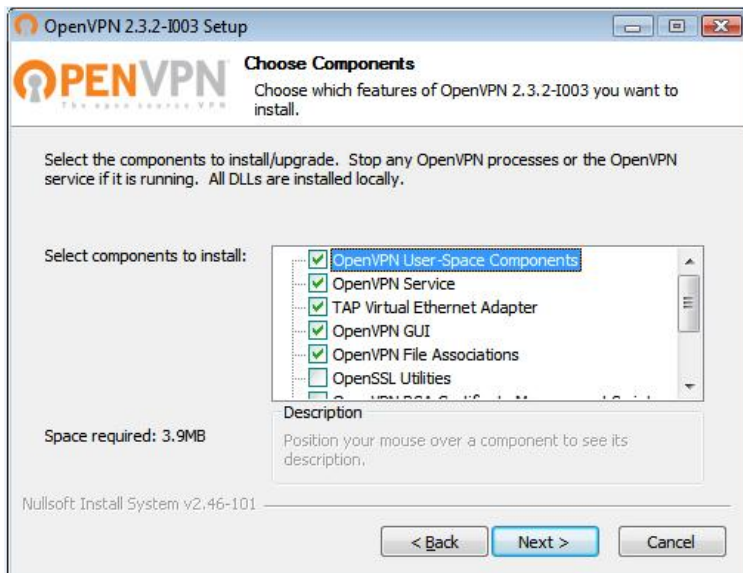 OpenVPN 2.3.2-I003 Setup
OPENVPN
The open source VPN
Choose Components
Choose which features of OpenVPN 2.3.2-I003 you want to
install.
Select the components to install/upgrade. Stop any OpenVPN processes or the OpenVPN
service if it is running. All DLLs are installed locally.
Select components to install:
OpenVPN User-Space Components
OpenVPN Service
TAP Virtual Ethernet Adapter
OpenVPN GUI
OpenVPN File Associations
OpenSSL Utilities
Space required: 3.9MB
Description
Position your mouse over a component to see its
description.
Nullsoft Install System v2.46-101
< Back
Next >
Cancel